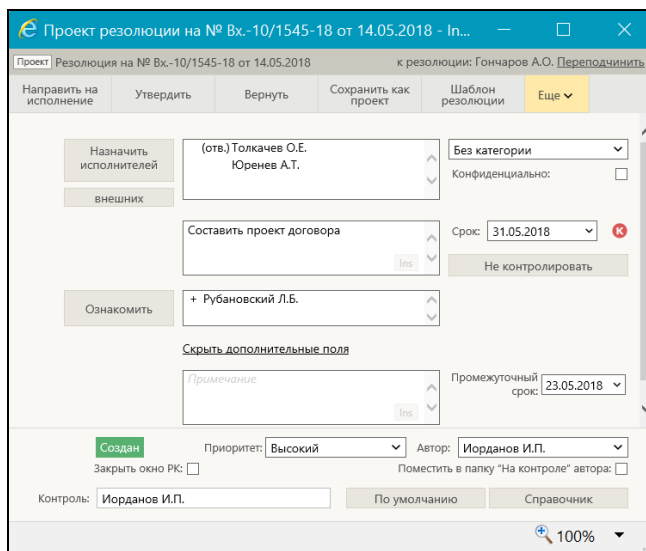 Проект резолюции на № Вх.-10/1545-18 от 14.05.2018 - In...
Проект Резолюция на № Вх.-10/1545-18 от 14.05.2018 к резолюции: Гончаров А.О. Переподчинить
Направить на исполнение Утвердить Вернуть Сохранить как проект Шаблон резолюции Еще
Назначить исполнителей
внешних
(отв.) Толкачев О.Е.
Юренев А.Т.
Без категории
Конфиденциально:
Составить проект договора
Ins
Срок: 31.05.2018 К
Не контролировать
Ознакомить
+ Рубановский Л.Б.
Скрыть дополнительные поля
Примечание
Ins
Промежуточный
срок: 23.05.2018
Создан Приоритет: Высокий Автор: Иорданов И.П.
Закрыть окно РК: Поместить в папку "На контроле" автора:
Контроль: Иорданов И.П. По умолчанию Справочник
100%